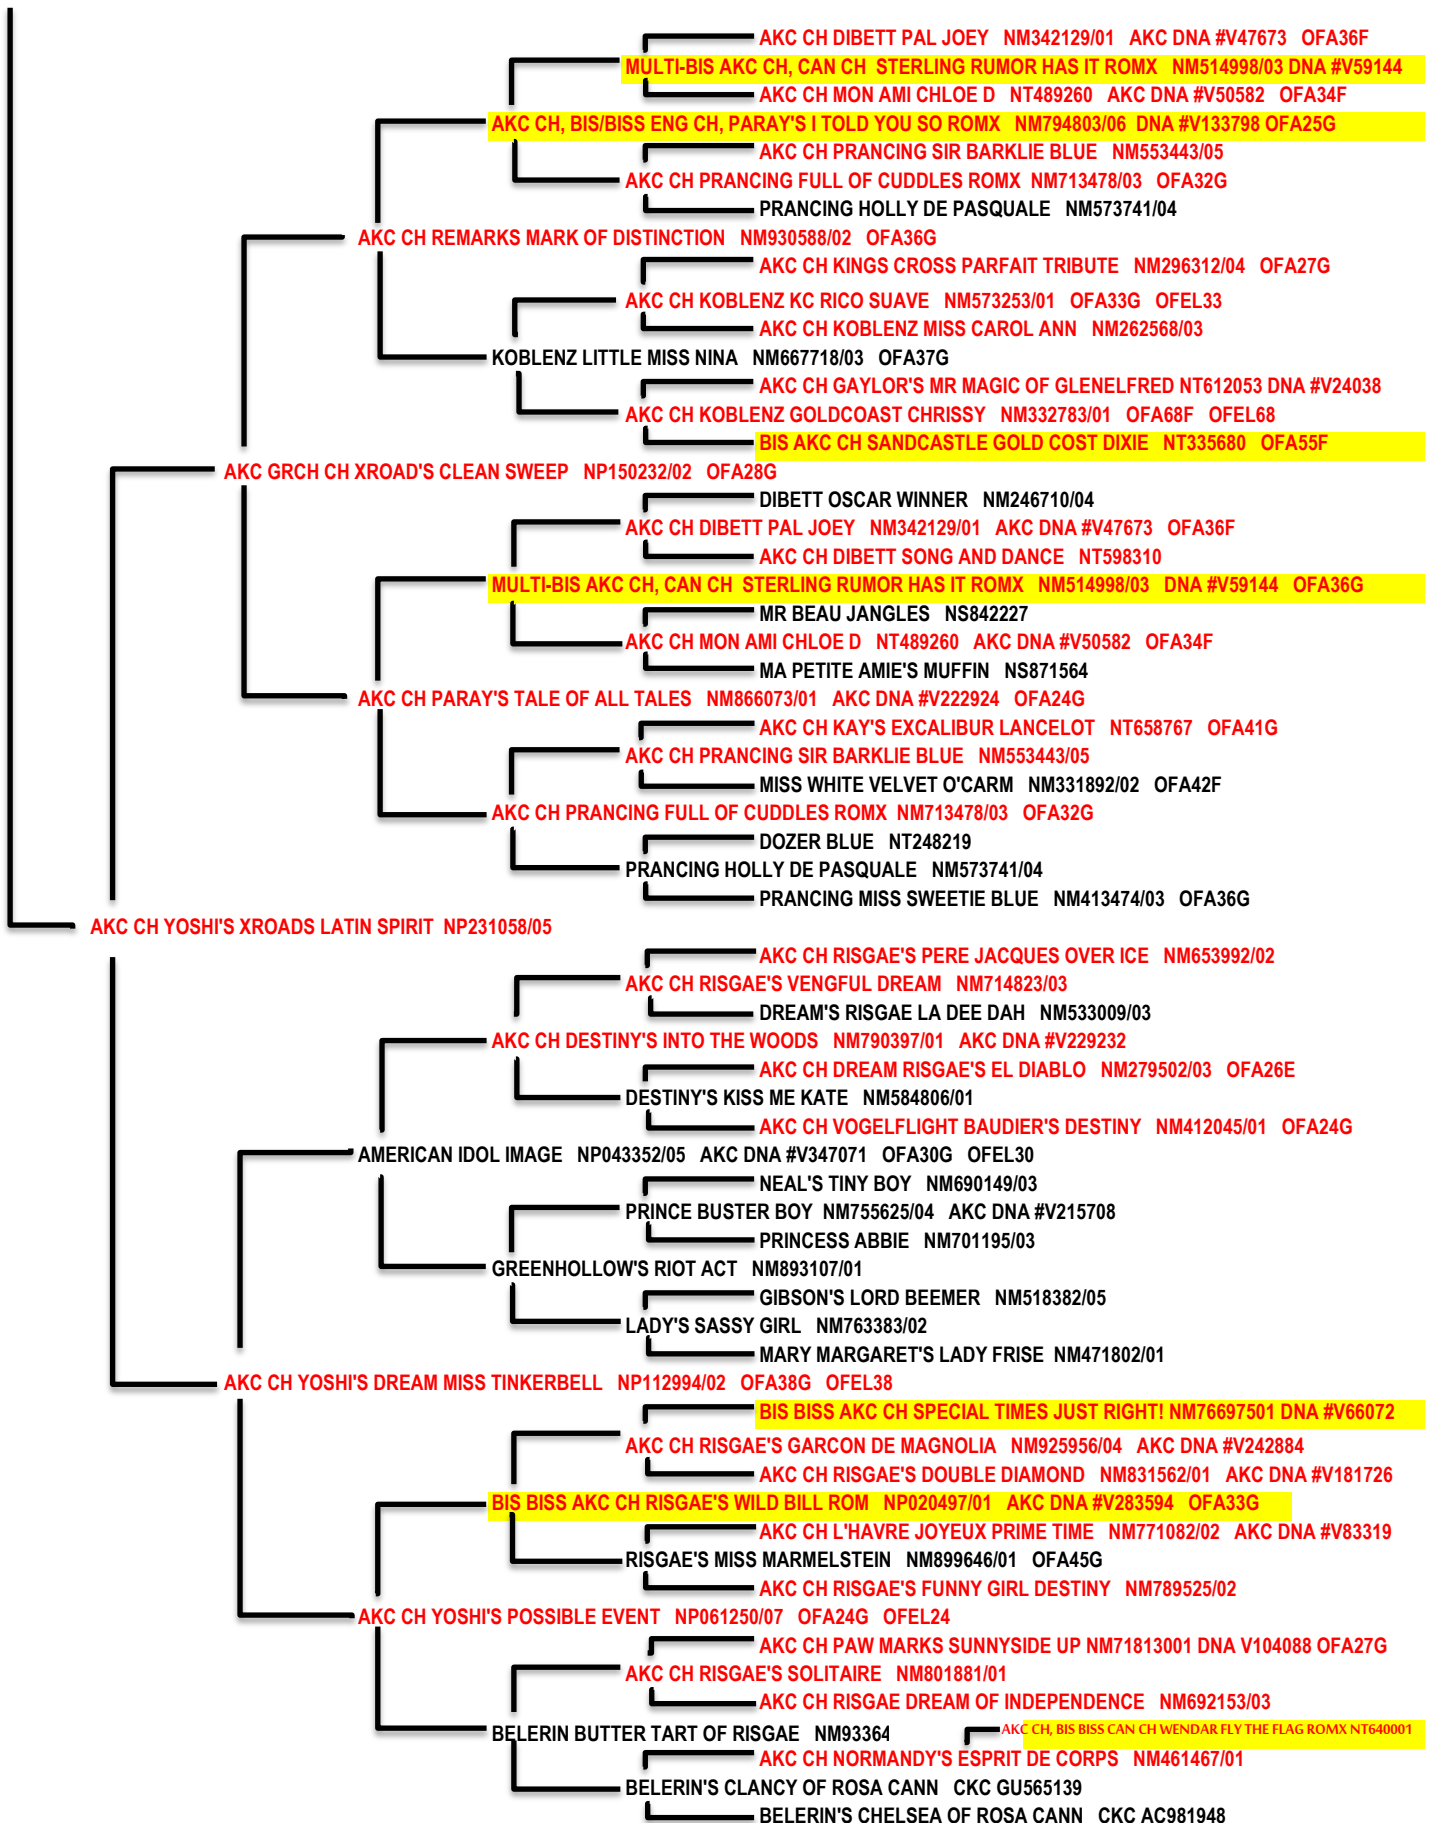 AKC CH DIBETT PAL JOEY NM342129/01 AKC DNA #V47673 OFA36F
MULTI-BIS AKC CH, CAN CH STERLING RUMOR HAS IT ROMX NM514998/03 DNA #V59144
AKC CH MON AMI CHLOE D NT489260 AKC DNA #V50582 OFA34F
AKC CH, BIS/BISS ENG CH, PARAY'S I TOLD YOU SO ROMX NM794803/06 DNA #V133798 OFA25G
AKC CH PRANCING SIR BARKLIE BLUE NM553443/05
AKC CH PRANCING FULL OF CUDDLES ROMX NM713478/03 OFA32G
PRANCING HOLLY DE PASQUALE NM573741/04
AKC CH REMARKS MARK OF DISTINCTION NM930588/02 OFA36G
AKC CH KINGS CROSS PARFAIT TRIBUTE NM296312/04 OFA27G
AKC CH KOBLENZ KC RICO SUAVE NM573253/01 OFA33G OFEL33
AKC CH KOBLENZ MISS CAROL ANN NM262568/03
KOBLENZ LITTLE MISS NINA NM667718/03 OFA37G
AKC CH GAYLOR'S MR MAGIC OF GLENELFRED NT612053 DNA #V24038
AKC CH KOBLENZ GOLDCOAST CHRISSY NM332783/01 OFA68F OFEL68
BIS AKC CH SANDCASTLE GOLD COST DIXIE NT335680 OFA55F
AKC GRCH CH XROAD'S CLEAN SWEEP NP150232/02 OFA28G
DIBETT OSCAR WINNER NM246710/04
AKC CH DIBETT PAL JOEY NM342129/01 AKC DNA #V47673 OFA36F
AKC CH DIBETT SONG AND DANCE NT598310
MULTI-BIS AKC CH, CAN CH STERLING RUMOR HAS IT ROMX NM514998/03 DNA #V59144 OFA36G
MR BEAU JANGLES NS842227
AKC CH MON AMI CHLOE D NT489260 AKC DNA #V50582 OFA34F
MA PETITE AMIE'S MUFFIN NS871564
AKC CH PARAY'S TALE OF ALL TALES NM866073/01 AKC DNA #V222924 OFA24G
AKC CH KAY'S EXCALIBUR LANCELOT NT658767 OFA41G
AKC CH PRANCING SIR BARKLIE BLUE NM553443/05
MISS WHITE VELVET O'CARM NM331892/02 OFA42F
AKC CH PRANCING FULL OF CUDDLES ROMX NM713478/03 OFA32G
DOZER BLUE NT248219
PRANCING HOLLY DE PASQUALE NM573741/04
PRANCING MISS SWEETIE BLUE NM413474/03 OFA36G
AKC CH YOSHI'S XROADS LATIN SPIRIT NP231058/05
AKC CH RISGAE'S PERE JACQUES OVER ICE NM653992/02
AKC CH RISGAE'S VENGFUL DREAM NM714823/03
DREAM'S RISGAE LA DEE DAH NM533009/03
AKC CH DESTINY'S INTO THE WOODS NM790397/01 AKC DNA #V229232
AKC CH DREAM RISGAE'S EL DIABLO NM279502/03 OFA26E
DESTINY'S KISS ME KATE NM584806/01
AKC CH VOGELFLIGHT BAUDIER'S DESTINY NM412045/01 OFA24G
AMERICAN IDOL IMAGE NP043352/05 AKC DNA #V347071 OFA30G OFEL30
NEAL'S TINY BOY NM690149/03
PRINCE BUSTER BOY NM755625/04 AKC DNA #V215708
PRINCESS ABBIE NM701195/03
GREENHOLLOW'S RIOT ACT NM893107/01
GIBSON'S LORD BEEMER NM518382/05
LADY'S SASSY GIRL NM763383/02
MARY MARGARET'S LADY FRISE NM471802/01
AKC CH YOSHI'S DREAM MISS TINKERBELL NP112994/02 OFA38G OFEL38
BIS BISS AKC CH SPECIAL TIMES JUST RIGHT! NM76697501 DNA #V66072
AKC CH RISGAE'S GARCON DE MAGNOLIA NM925956/04 AKC DNA #V242884
AKC CH RISGAE'S DOUBLE DIAMOND NM831562/01 AKC DNA #V181726
BIS BISS AKC CH RISGAE'S WILD BILL ROM NP020497/01 AKC DNA #V283594 OFA33G
AKC CH L'HAVRE JOYEUX PRIME TIME NM771082/02 AKC DNA #V83319
RISGAE'S MISS MARMELSTEIN NM899646/01 OFA45G
AKC CH RISGAE'S FUNNY GIRL DESTINY NM789525/02
AKC CH YOSHI'S POSSIBLE EVENT NP061250/07 OFA24G OFEL24
AKC CH PAW MARKS SUNNYSIDE UP NM71813001 DNA V104088 OFA27G
AKC CH RISGAE'S SOLITAIRE NM801881/01
AKC CH RISGAE DREAM OF INDEPENDENCE NM692153/03
BELERIN BUTTER TART OF RISGAE NM93364
AKC CH, BIS BISS CAN CH WENDAR FLY THE FLAG ROMX NT640001
AKC CH NORMANDY'S ESPRIT DE CORPS NM461467/01
BELERIN'S CLANCY OF ROSA CANN CKC GU565139
BELERIN'S CHELSEA OF ROSA CANN CKC AC981948